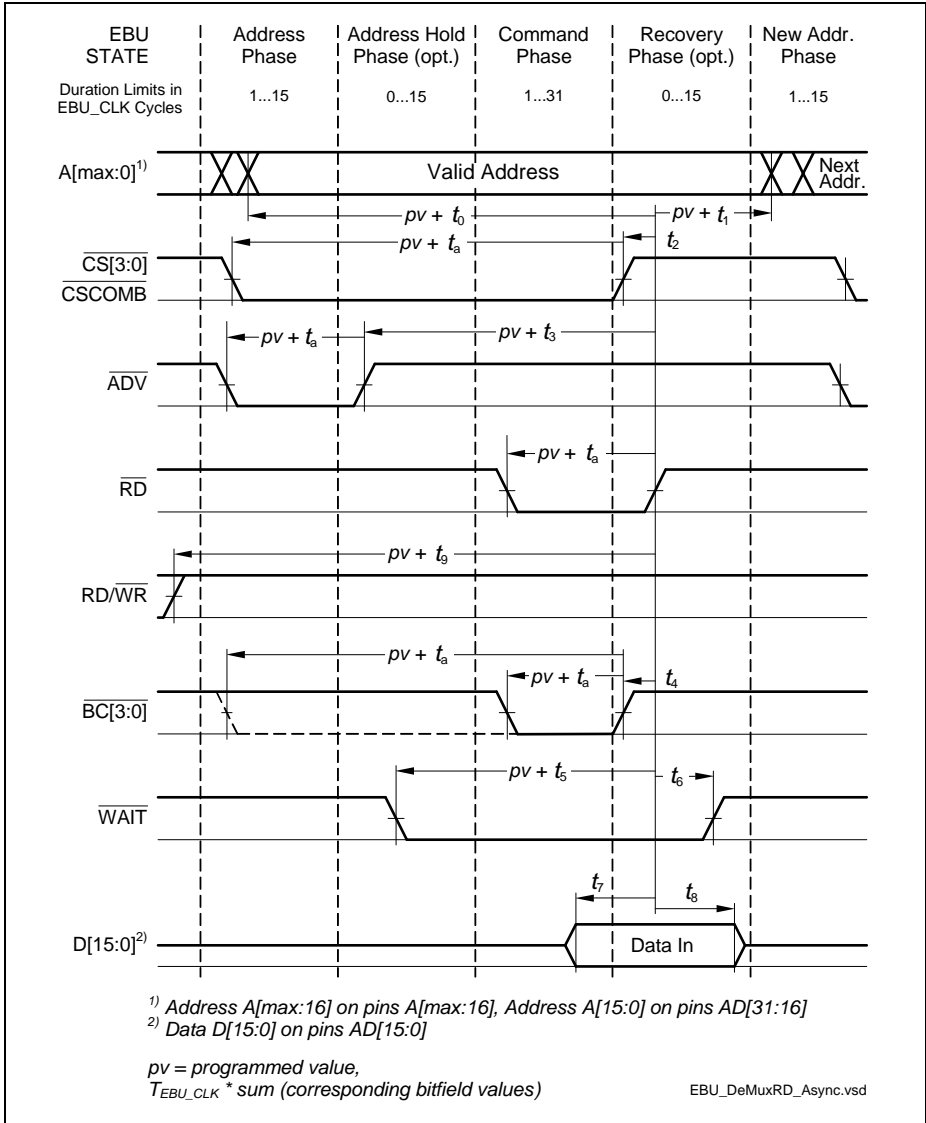 EBU STATE
Address Phase
Address Hold Phase (opt.)
Command Phase
Recovery Phase (opt.)
New Addr. Phase
Duration Limits in EBU_CLK Cycles
1...15
0...15
1...31
0...15
1...15
A[max:0]1)
Valid Address
Next Addr.
pv + t0
pv + t1
pv + ta
t2
CS[3:0]
CSCOMB
pv + ta
pv + t3
ADV
pv + ta
RD
pv + t9
RD/WR
pv + ta
pv + ta
t4
BC[3:0]
pv + t5
t6
WAIT
t7
t8
D[15:0]2)
Data In
1) Address A[max:16] on pins A[max:16], Address A[15:0] on pins AD[31:16]
2) Data D[15:0] on pins AD[15:0]
pv = programmed value,
TEBU_CLK * sum (corresponding bitfield values)
EBU_DeMuxRD_Async.vsd